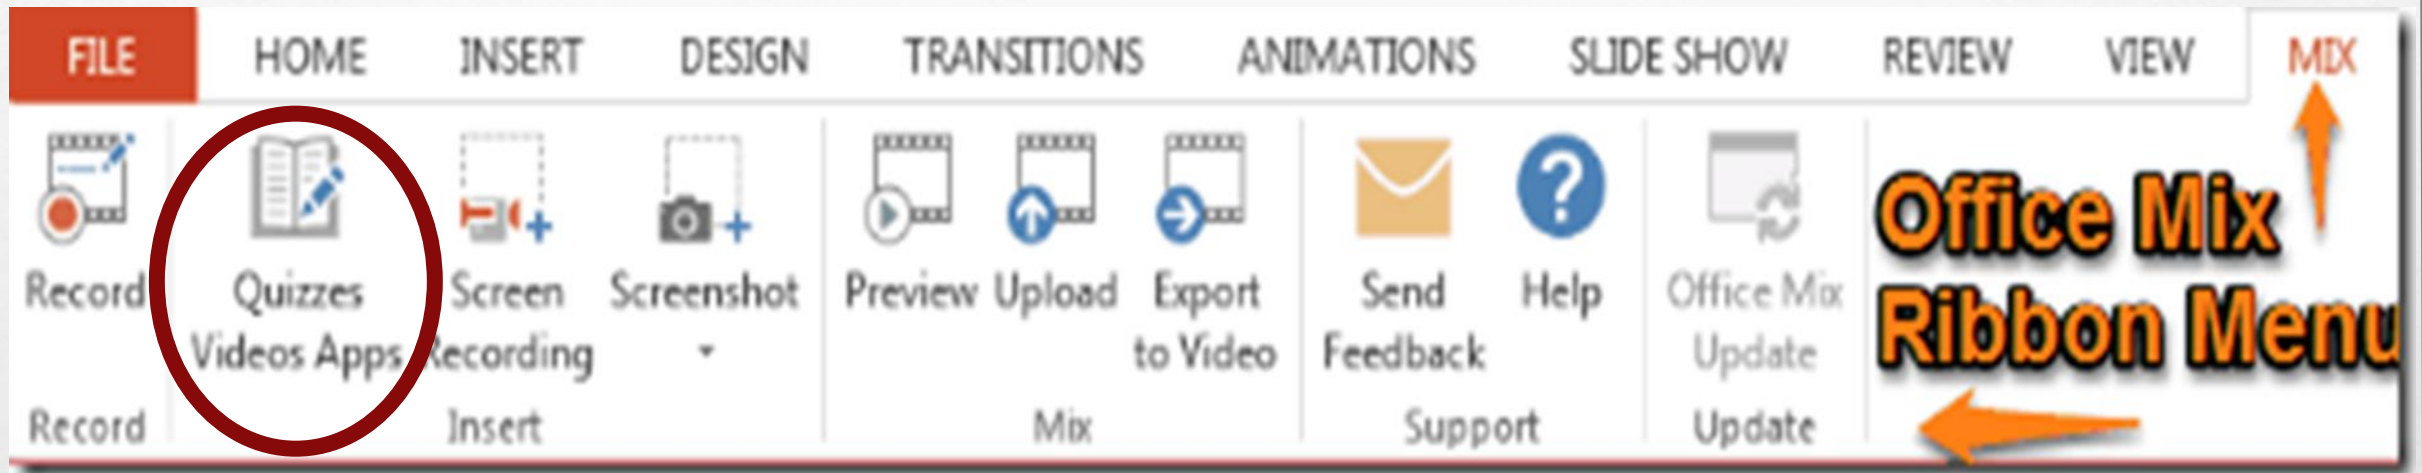 FILE HOME INSERT DESIGN TRANSITIONS ANIMATIONS SLIDE SHOW REVIEW VIEW MIX
Record
Quizzes
Videos Apps
Screen
Recording
Screenshot
Preview
Upload
Export
to Video
Send
Feedback
Help
Office Mix
Update
Record
Insert
Mix
Support
Update
Office Mix
Ribbon Menu